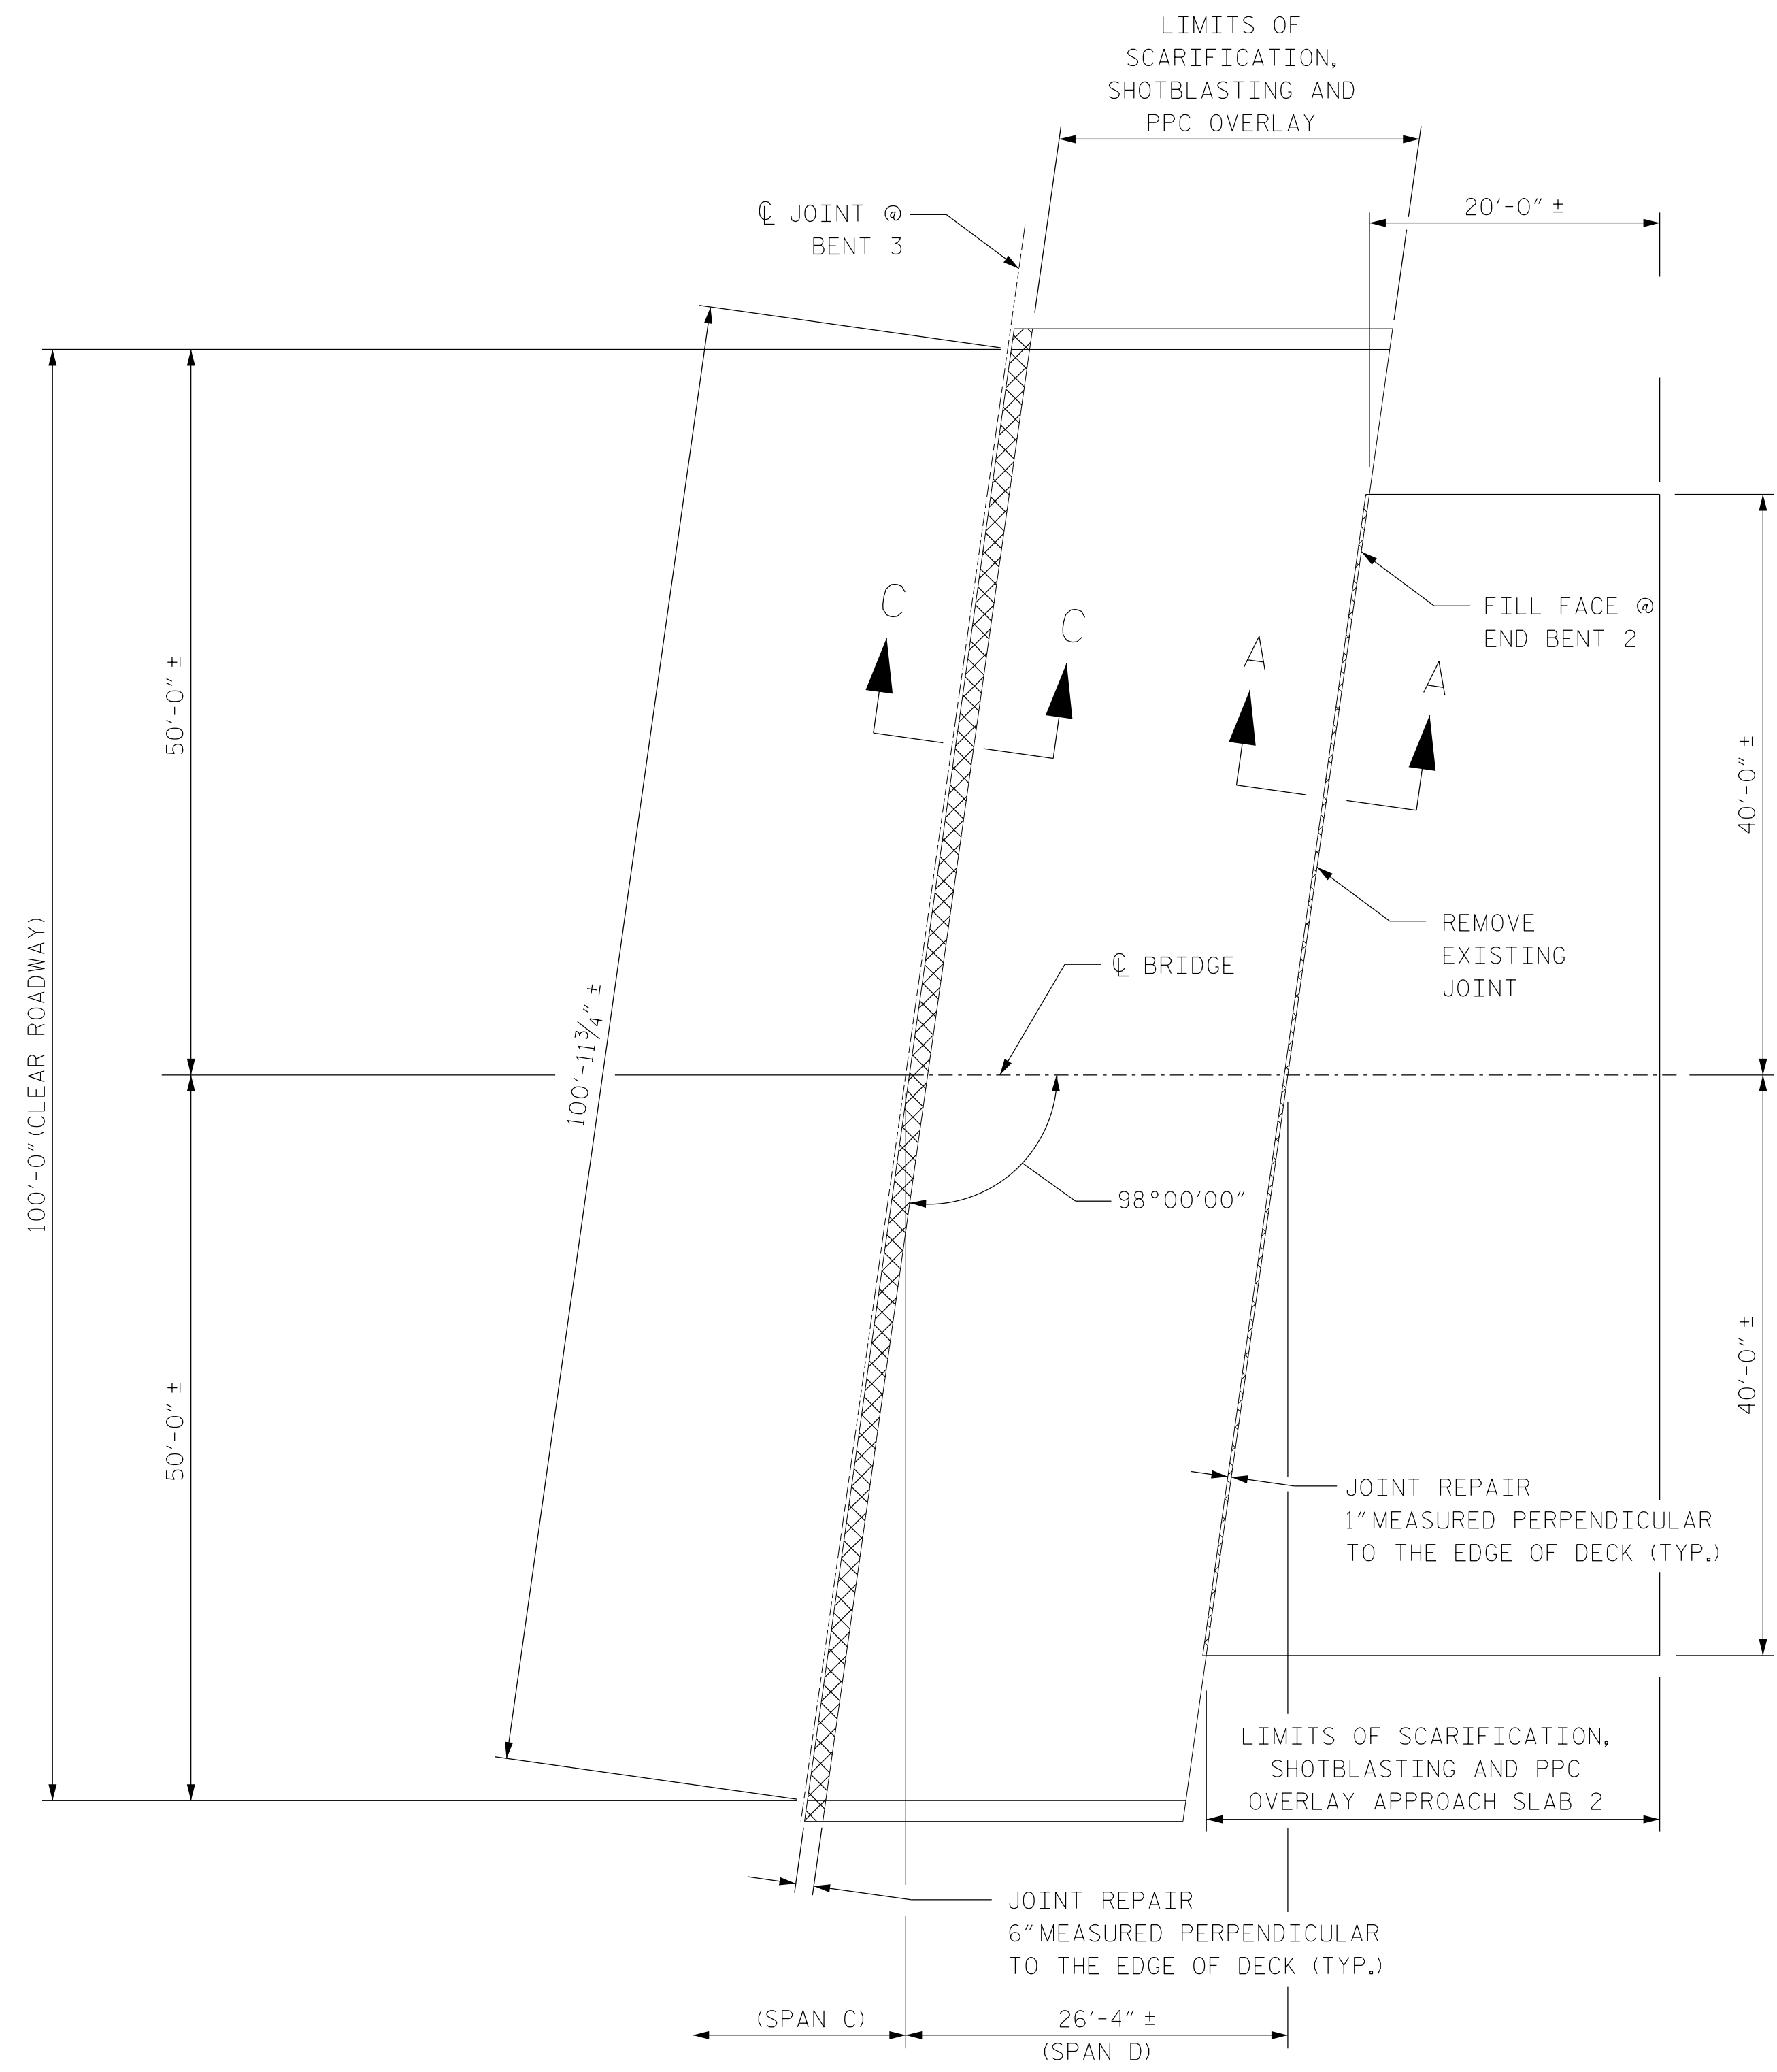 LIMITS OF
SCARIFICATION,
SHOTBLASTING AND
PPC OVERLAY
℄ JOINT @
BENT 3
20'-0" ±
C
C
A
A
FILL FACE @
END BENT 2
50'-0" ±
40'-0" ±
100'-0" (CLEAR ROADWAY)
100'-11 3/4" ±
REMOVE
EXISTING
JOINT
℄ BRIDGE
98°00'00"
50'-0" ±
40'-0" ±
JOINT REPAIR
1" MEASURED PERPENDICULAR
TO THE EDGE OF DECK (TYP.)
LIMITS OF SCARIFICATION,
SHOTBLASTING AND PPC
OVERLAY APPROACH SLAB 2
JOINT REPAIR
6" MEASURED PERPENDICULAR
TO THE EDGE OF DECK (TYP.)
(SPAN C)
26'-4" ±
(SPAN D)